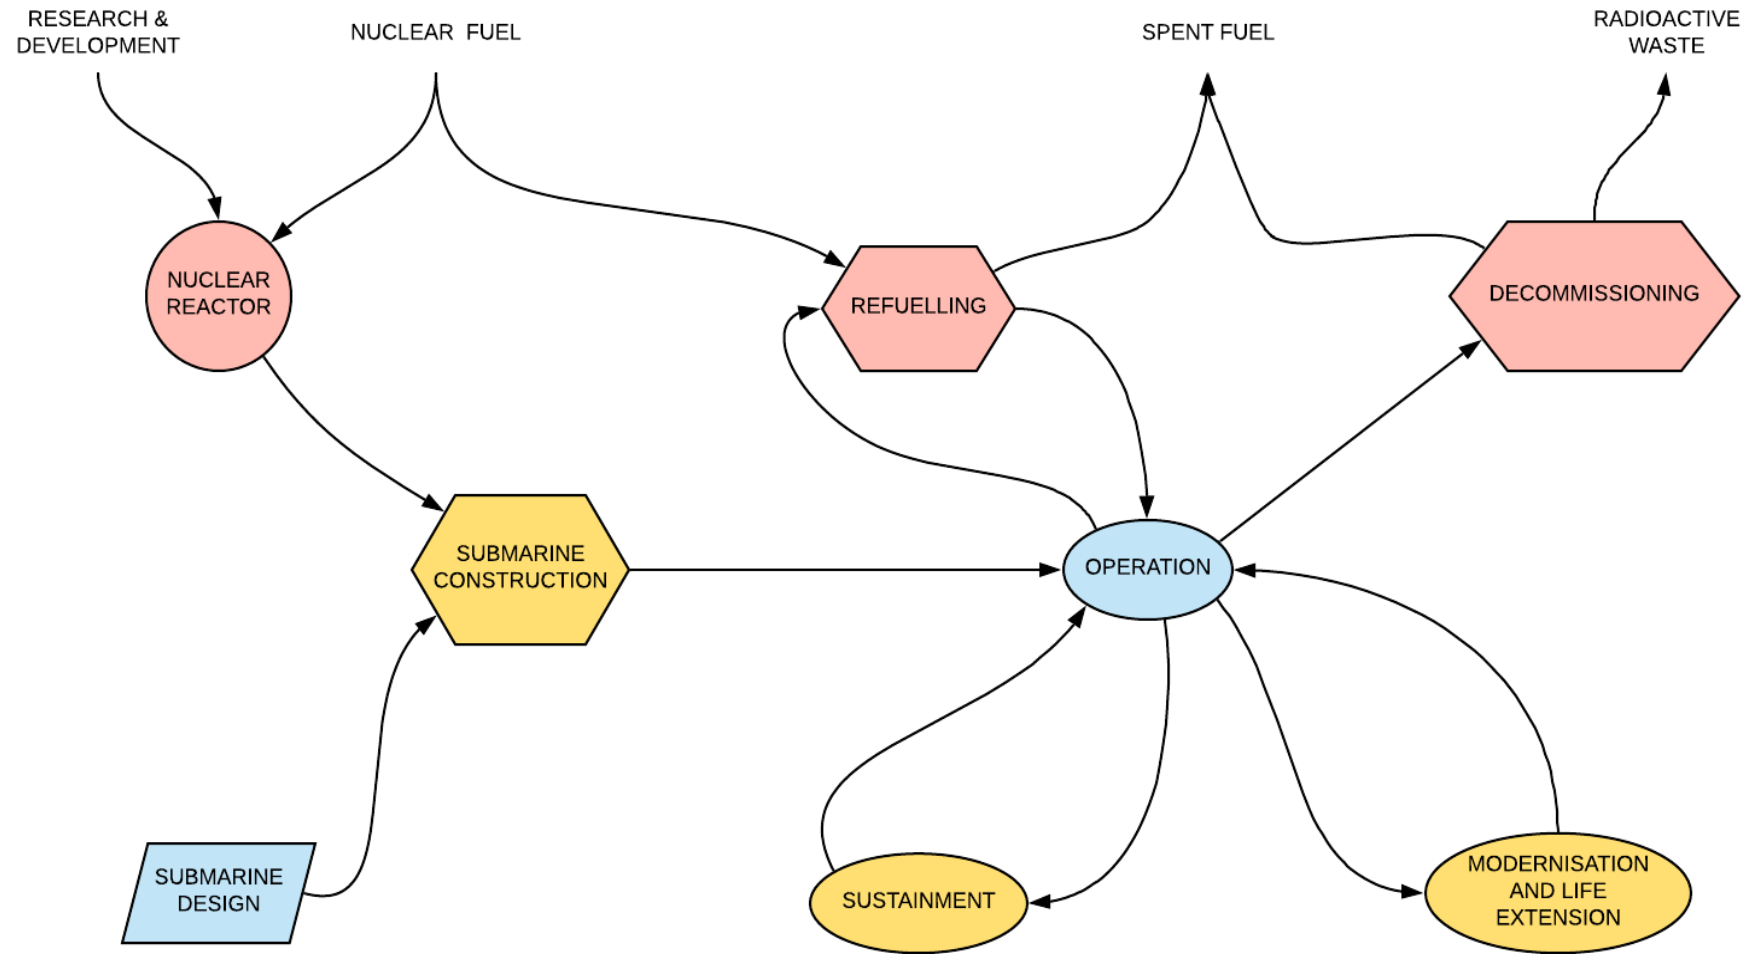 RESEARCH &
DEVELOPMENT
NUCLEAR FUEL
SPENT FUEL
RADIOACTIVE
WASTE
NUCLEAR
REACTOR
REFUELLING
DECOMMISSIONING
SUBMARINE
CONSTRUCTION
OPERATION
SUBMARINE
DESIGN
SUSTAINMENT
MODERNISATION
AND LIFE
EXTENSION